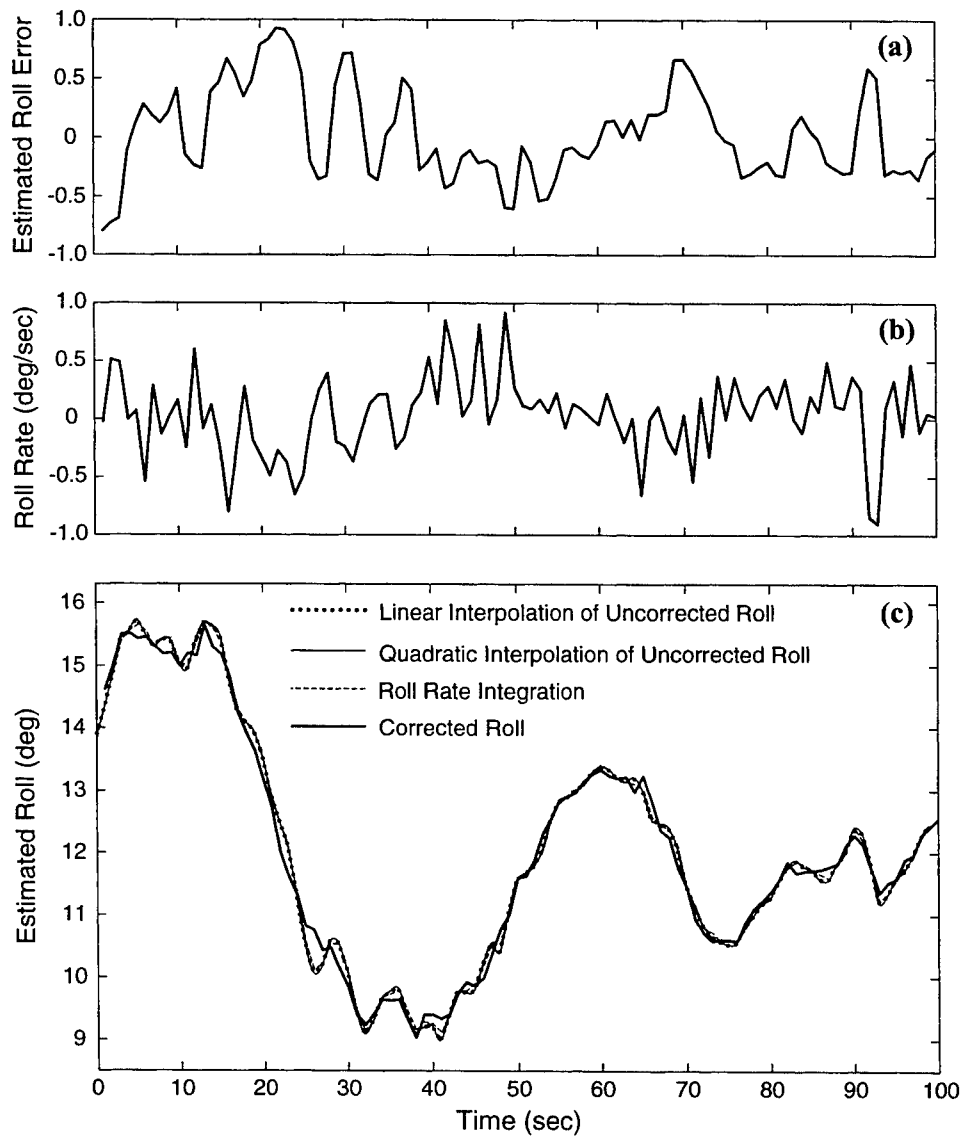 (a)
Estimated Roll Error
1.0
0.5
0
-0.5
-1.0
(b)
Roll Rate (deg/sec)
1.0
0.5
0
-0.5
-1.0
(c)
Estimated Roll (deg)
16
15
14
13
12
11
10
9
Linear Interpolation of Uncorrected Roll
Quadratic Interpolation of Uncorrected Roll
Roll Rate Integration
Corrected Roll
0 10 20 30 40 50 60 70 80 90 100
Time (sec)